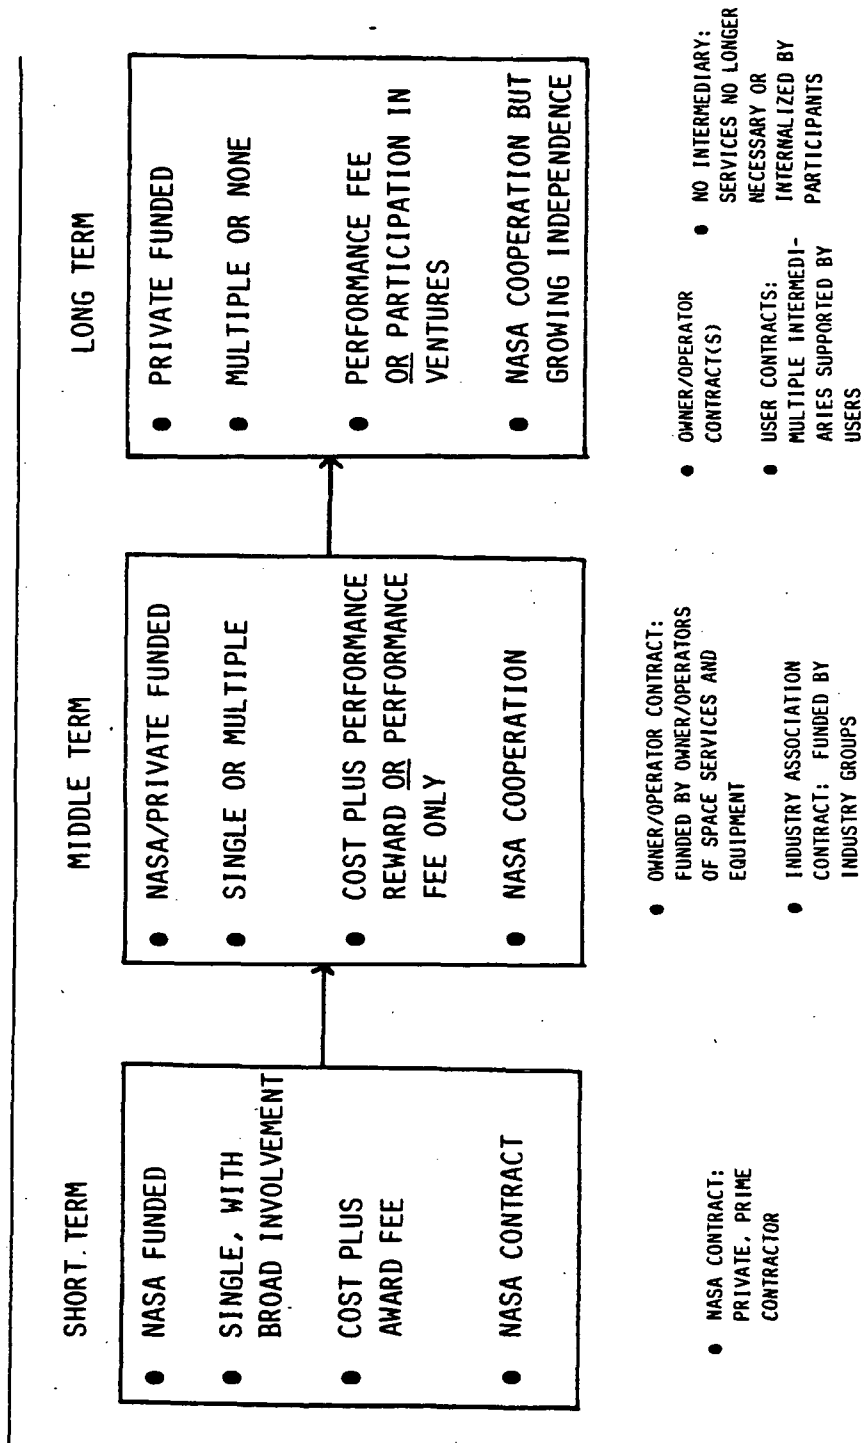 SHORT TERM
● NASA FUNDED
● SINGLE, WITH
BROAD INVOLVEMENT
● COST PLUS
AWARD FEE
● NASA CONTRACT
● NASA CONTRACT:
PRIVATE, PRIME
CONTRACTOR
MIDDLE TERM
● NASA/PRIVATE FUNDED
● SINGLE OR MULTIPLE
● COST PLUS PERFORMANCE
REWARD OR PERFORMANCE
FEE ONLY
● NASA COOPERATION
● OWNER/OPERATOR CONTRACT:
FUNDED BY OWNER/OPERATORS
OF SPACE SERVICES AND
EQUIPMENT
● INDUSTRY ASSOCIATION
CONTRACT: FUNDED BY
INDUSTRY GROUPS
LONG TERM
● PRIVATE FUNDED
● MULTIPLE OR NONE
● PERFORMANCE FEE
OR PARTICIPATION IN
VENTURES
● NASA COOPERATION BUT
GROWING INDEPENDENCE
● OWNER/OPERATOR
CONTRACT(S)
● USER CONTRACTS:
MULTIPLE INTERMEDI-
ARIES SUPPORTED BY
USERS
● NO INTERMEDIARY:
SERVICES NO LONGER
NECESSARY OR
INTERNALIZED BY
PARTICIPANTS